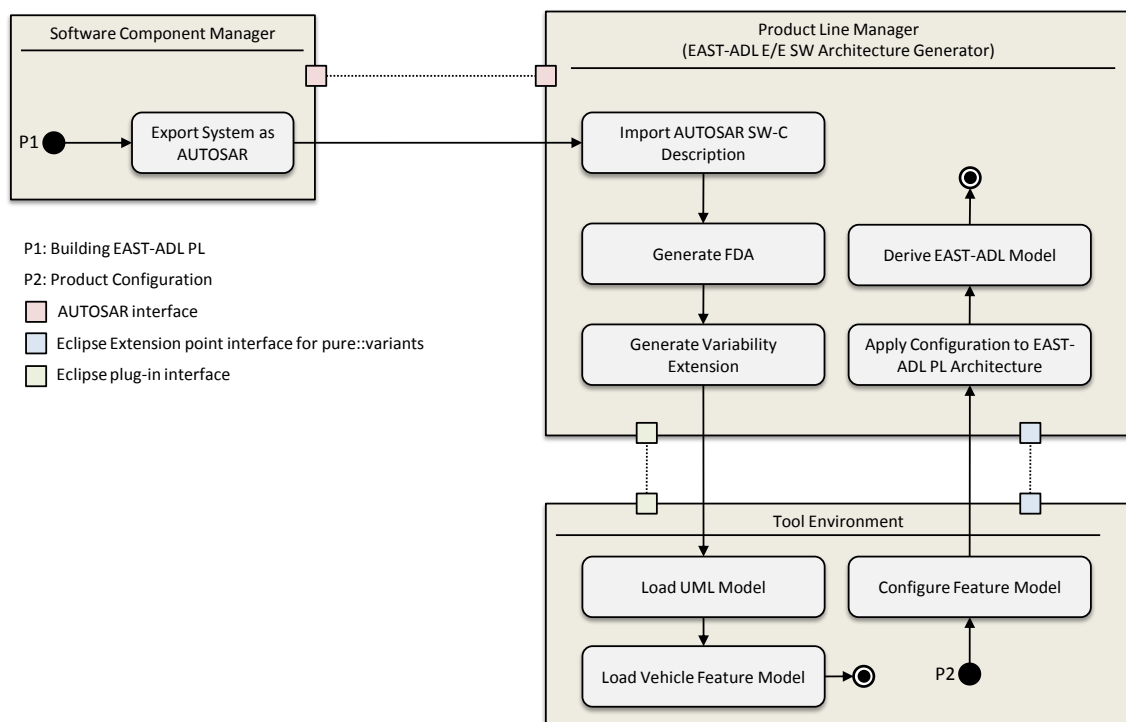 Software Component Manager
P1
Export System as
AUTOSAR
P1: Building EAST-ADL PL
P2: Product Configuration
AUTOSAR interface
Eclipse Extension point interface for pure::variants
Eclipse plug-in interface
Product Line Manager
(EAST-ADL E/E SW Architecture Generator)
Import AUTOSAR SW-C
Description
Generate FDA
Derive EAST-ADL Model
Generate Variability
Extension
Apply Configuration to EAST-
ADL PL Architecture
Tool Environment
Load UML Model
Configure Feature Model
Load Vehicle Feature Model
P2